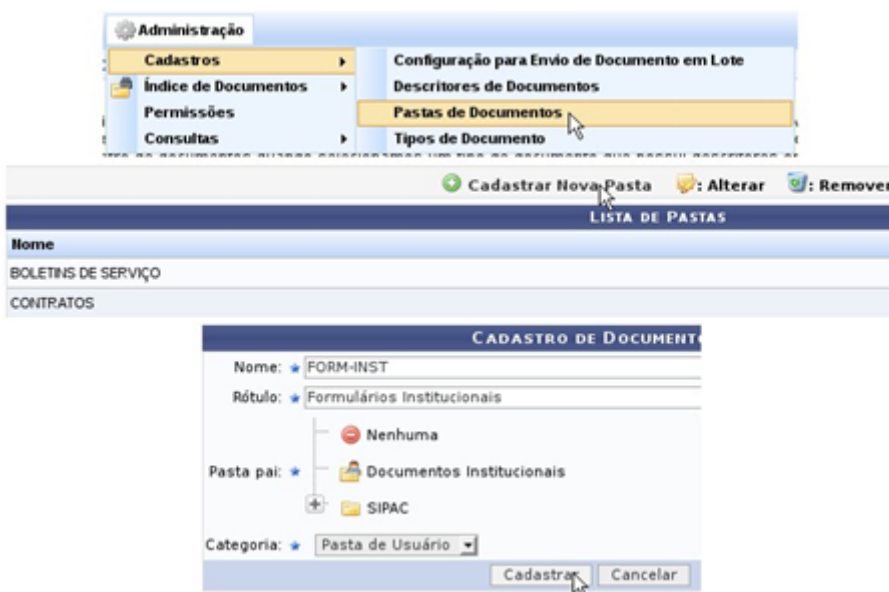 Administração
Cadastros
Configuração para Envio de Documento em Lote
Índice de Documentos
Descritores de Documentos
Permissões
Pastas de Documentos
Consultas
Tipos de Documento
Cadastrar Nova Pasta : Alterar : Remover
LISTA DE PASTAS
Nome
BOLETINS DE SERVIÇO
CONTRATOS
CADASTRO DE DOCUMENTO
Nome: FORM-INST
Rótulo: Formulários Institucionais
Nenhuma
Pasta pai: Documentos Institucionais
SIPAC
Categoria: Pasta de Usuário
Cadastrar Cancelar